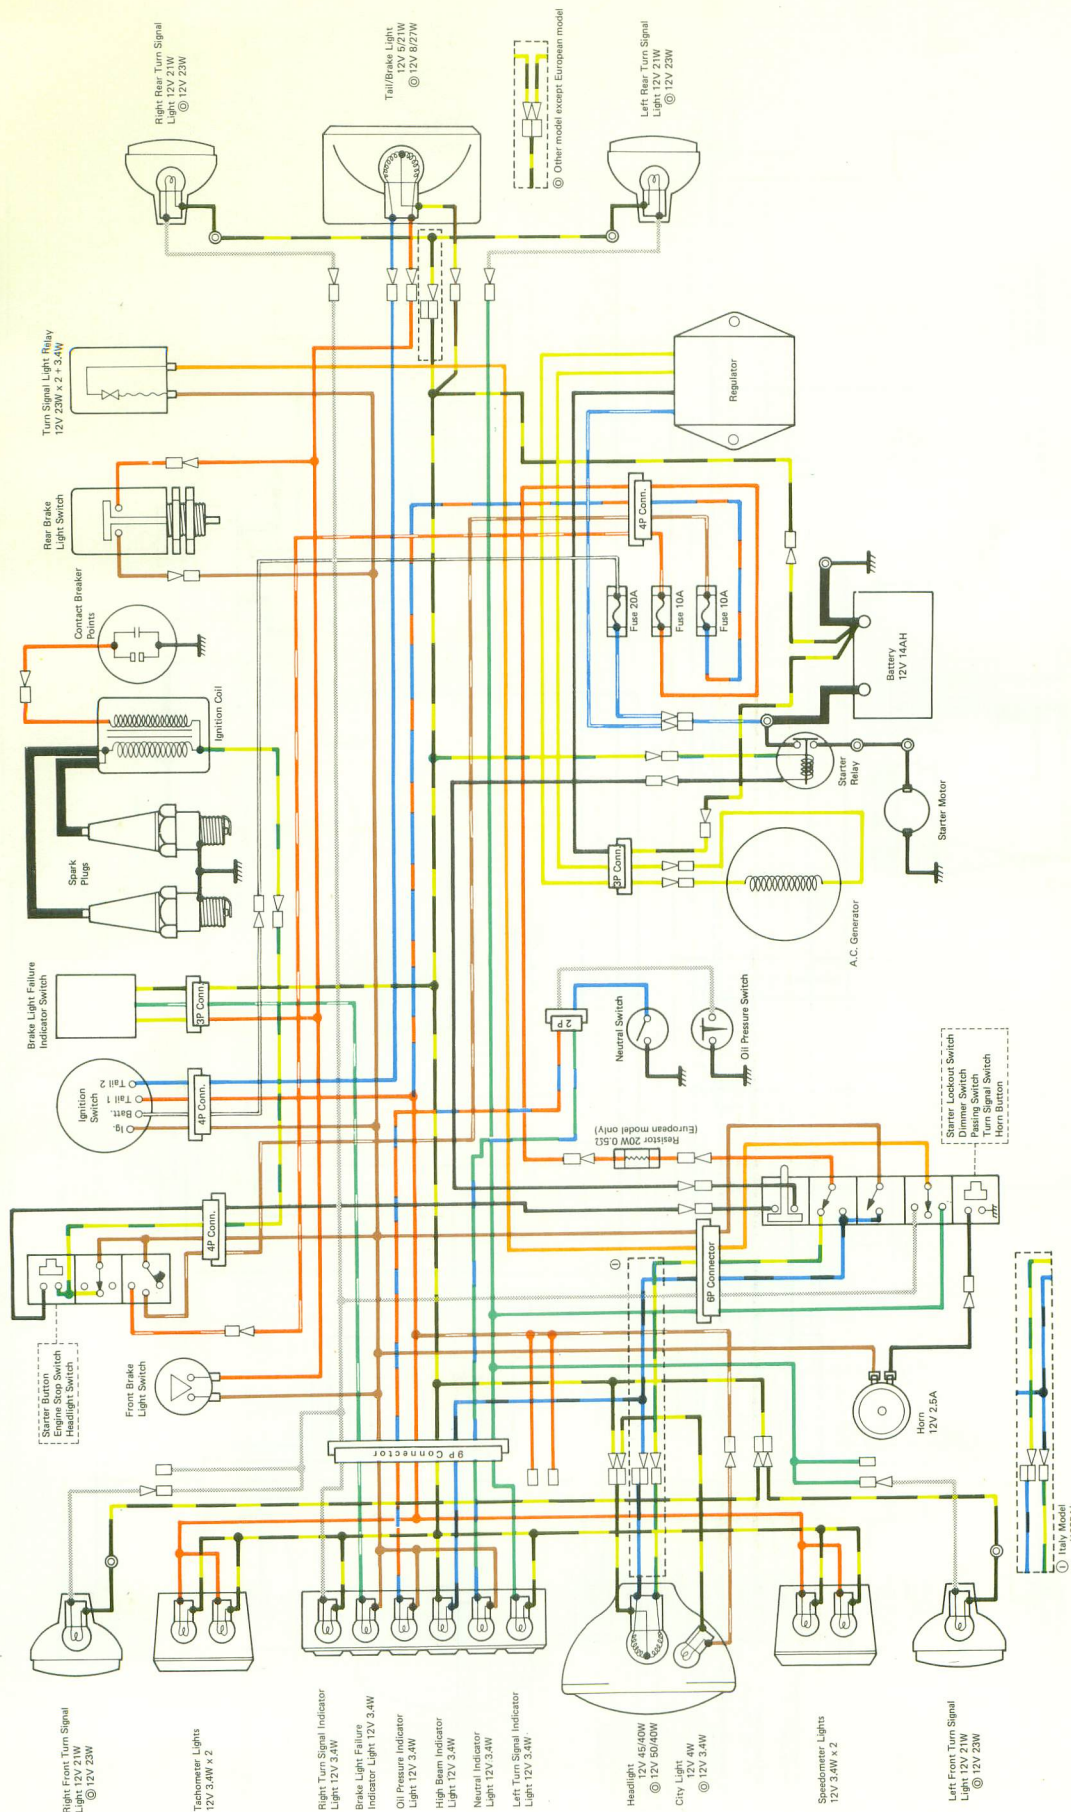 Right Rear Turn Signal
Light 12V 21W
◎ 12V 23W
Tail/Brake Light
12V 5/21W
◎ 12V 8/27W
◎ Other model except European model
Left Rear Turn Signal
Light 12V 21W
◎ 12V 23W
Turn Signal Light Relay
12V 23W x 2 + 3.4W
Regulator
Rear Brake
Light Switch
4P Conn.
Contact Breaker
Points
Fuse 20A
Fuse 10A
Fuse 10A
Battery
12V 14AH
Ignition Coil
Starter
Relay
Starter Motor
Spark
Plugs
3P Conn.
A.C. Generator
Brake Light Failure
Indicator Switch
3P Conn
2 P
Neutral Switch
Oil Pressure Switch
Ignition
Switch
Tail 2
Tail 1
Batt.
Ig.
4P Conn.
Resistor 20W 0.5Ω
(European model only)
Starter Lockout Switch
Dimmer Switch
Passing Switch
Turn Signal Switch
Horn Button
4P Conn.
6P Connector
①
Starter Button
Engine Stop Switch
Headlight Switch
Front Brake
Light Switch
Horn
12V 2.5A
9P Connector
① Italy Model
Right Front Turn Signal
Light 12V 21W
◎ 12V 23W
Tachometer Lights
12V 3.4W x 2
Right Turn Signal Indicator
Light 12V 3.4W
Brake Light Failure
Indicator Light 12V 3.4W
Oil Pressure Indicator
Light 12V 3.4W
High Beam Indicator
Light 12V 3.4W
Neutral Indicator
Light 12V 3.4W
Left Turn Signal Indicator
Light 12V 3.4W
Headlight
12V 45/40W
◎ 12V 50/40W
City Light
12V 4W
◎ 12V 3.4W
Speedometer Lights
12V 3.4W x 2
Left Front Turn Signal
Light 12V 21W
◎ 12V 23W